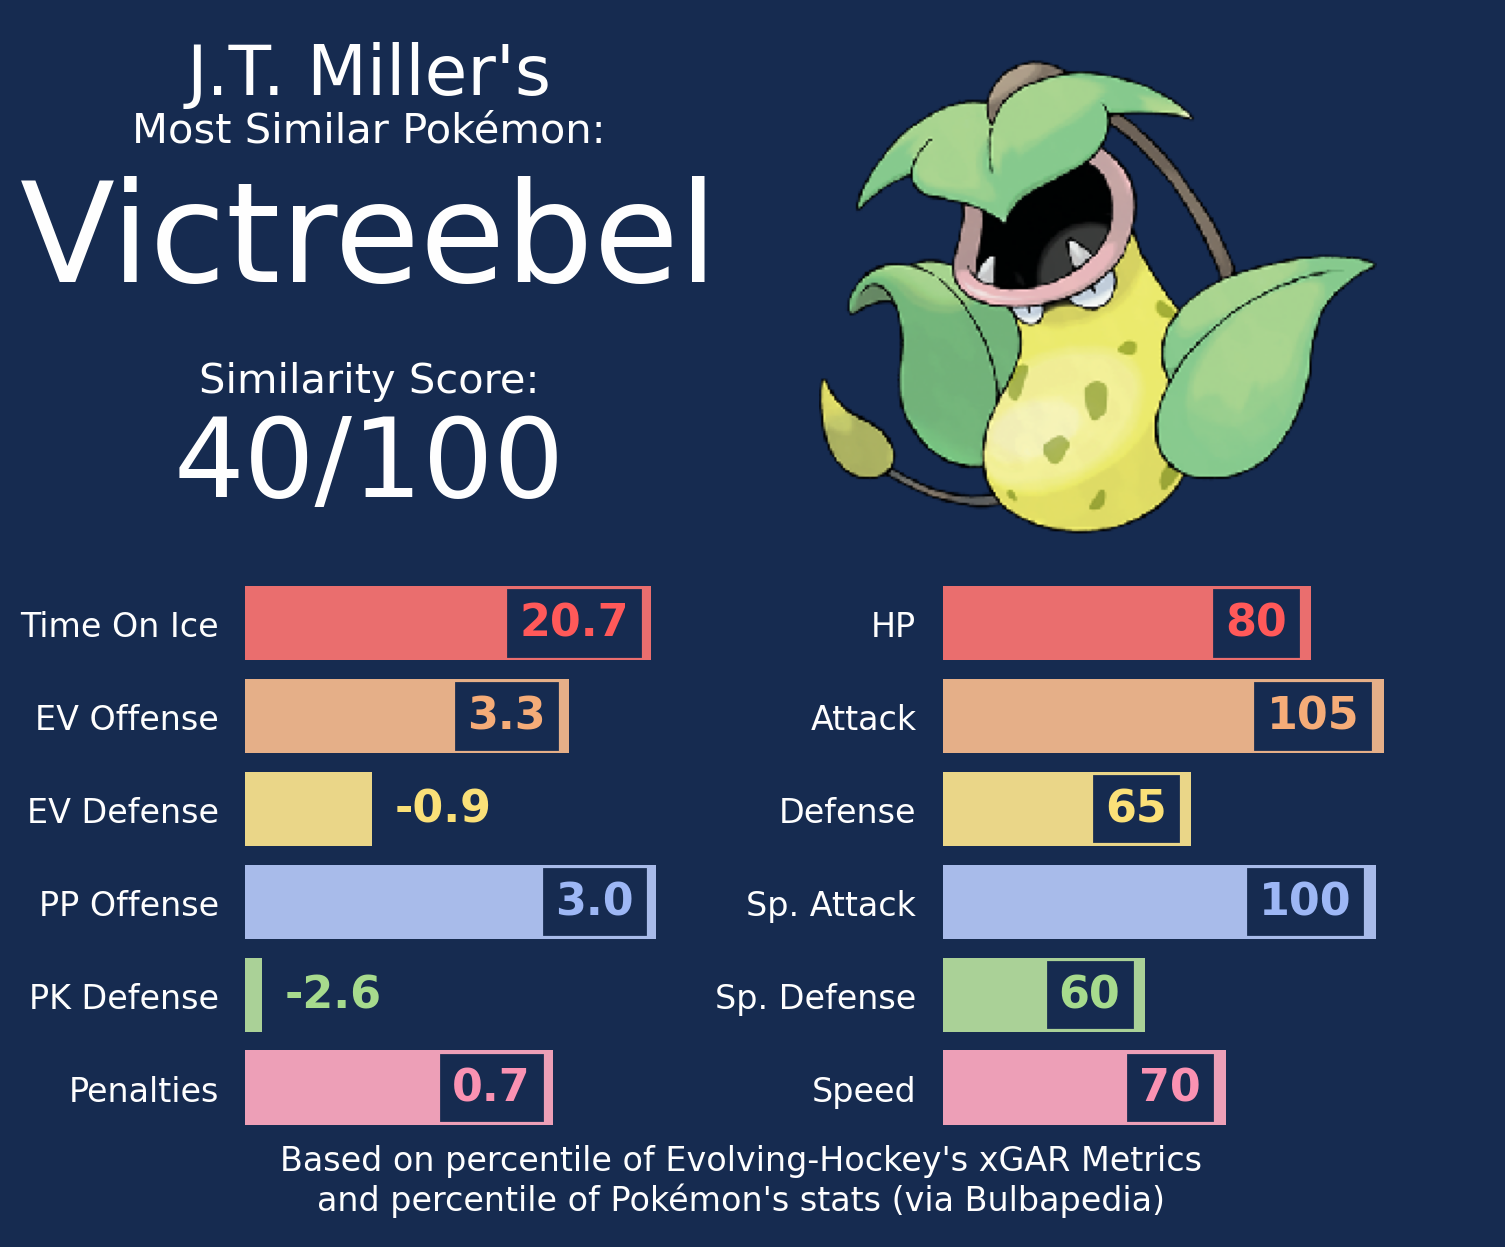 J.T. Miller's
Most Similar Pokémon:
Victreebel
Similarity Score:
40/100
Time On Ice 20.7
EV Offense 3.3
EV Defense -0.9
PP Offense 3.0
PK Defense -2.6
Penalties 0.7
HP 80
Attack 105
Defense 65
Sp. Attack 100
Sp. Defense 60
Speed 70
Based on percentile of Evolving-Hockey's xGAR Metrics
and percentile of Pokémon's stats (via Bulbapedia)